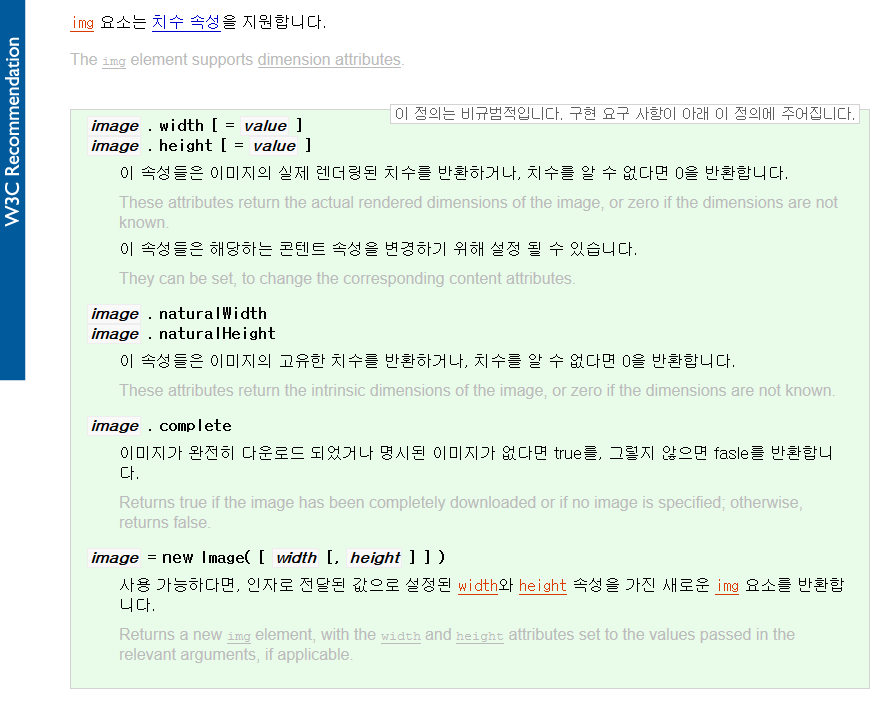 W3C Recommendation
img 요소는 치수 속성을 지원합니다.
The img element supports dimension attributes.
이 정의는 비규범적입니다. 구현 요구 사항이 아래 이 정의에 주어집니다.
image . width [ = value ]
image . height [ = value ]
이 속성들은 이미지의 실제 렌더링된 치수를 반환하거나, 치수를 알 수 없다면 0을 반환합니다.
These attributes return the actual rendered dimensions of the image, or zero if the dimensions are not
known.
이 속성들은 해당하는 콘텐트 속성을 변경하기 위해 설정 될 수 있습니다.
They can be set, to change the corresponding content attributes.
image . naturalWidth
image . naturalHeight
이 속성들은 이미지의 고유한 치수를 반환하거나, 치수를 알 수 없다면 0을 반환합니다.
These attributes return the intrinsic dimensions of the image, or zero if the dimensions are not known.
image . complete
이미지가 완전히 다운로드 되었거나 명시된 이미지가 없다면 true를, 그렇지 않으면 fasle를 반환합니
다.
Returns true if the image has been completely downloaded or if no image is specified; otherwise,
returns false.
image = new Image( [ width [, height ] ] )
사용 가능하다면, 인자로 전달된 값으로 설정된 width와 height 속성을 가진 새로운 img 요소를 반환합
니다.
Returns a new img element, with the width and height attributes set to the values passed in the
relevant arguments, if applicable.